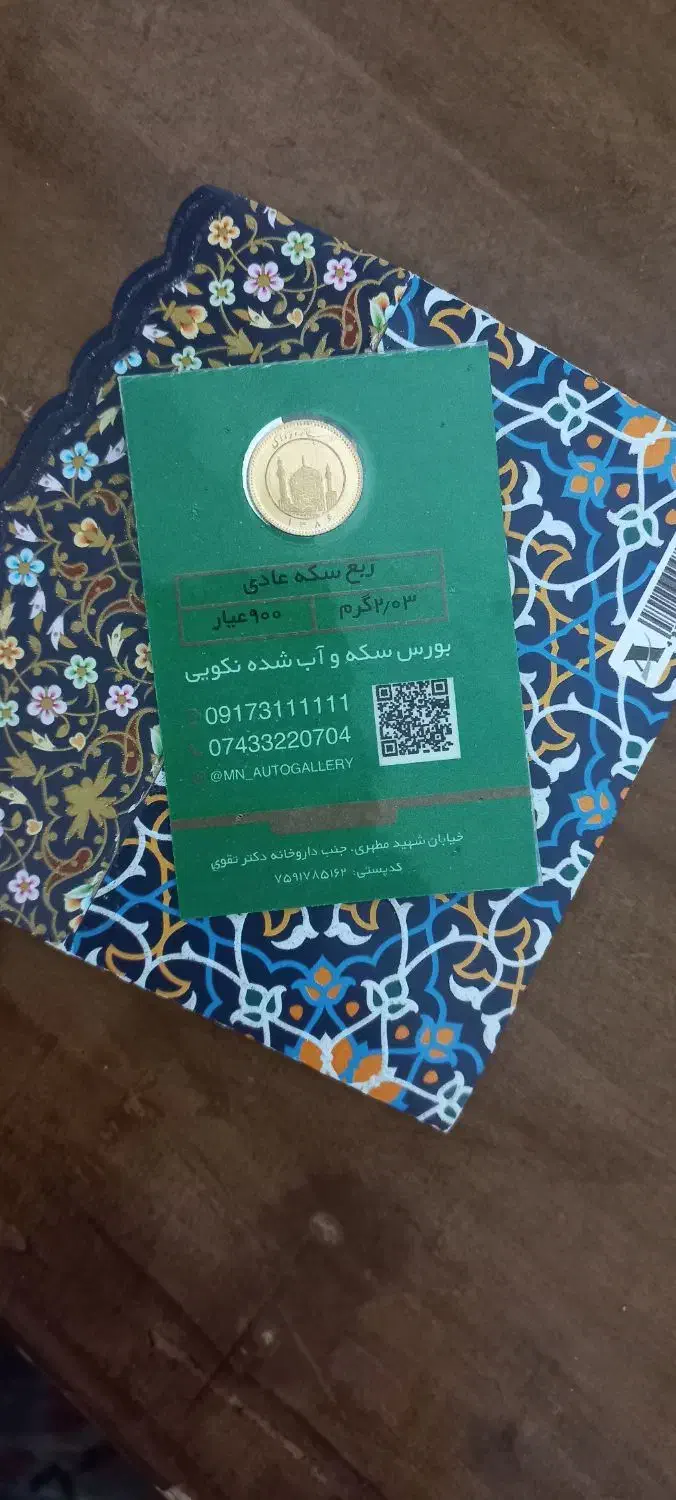 ۱۳۸۶
ربع سکه عادی
۲٫۰۳گرم ۹۰۰عیار
بورس سکه و آب شده نکویی
09173111111
07433220704
@MN_AUTOGALLERY
خیابان شهید مطهری، جنب داروخانه دکتر تقوی
کدپستی: ۷۵۹۱۷۸۵۱۶۲